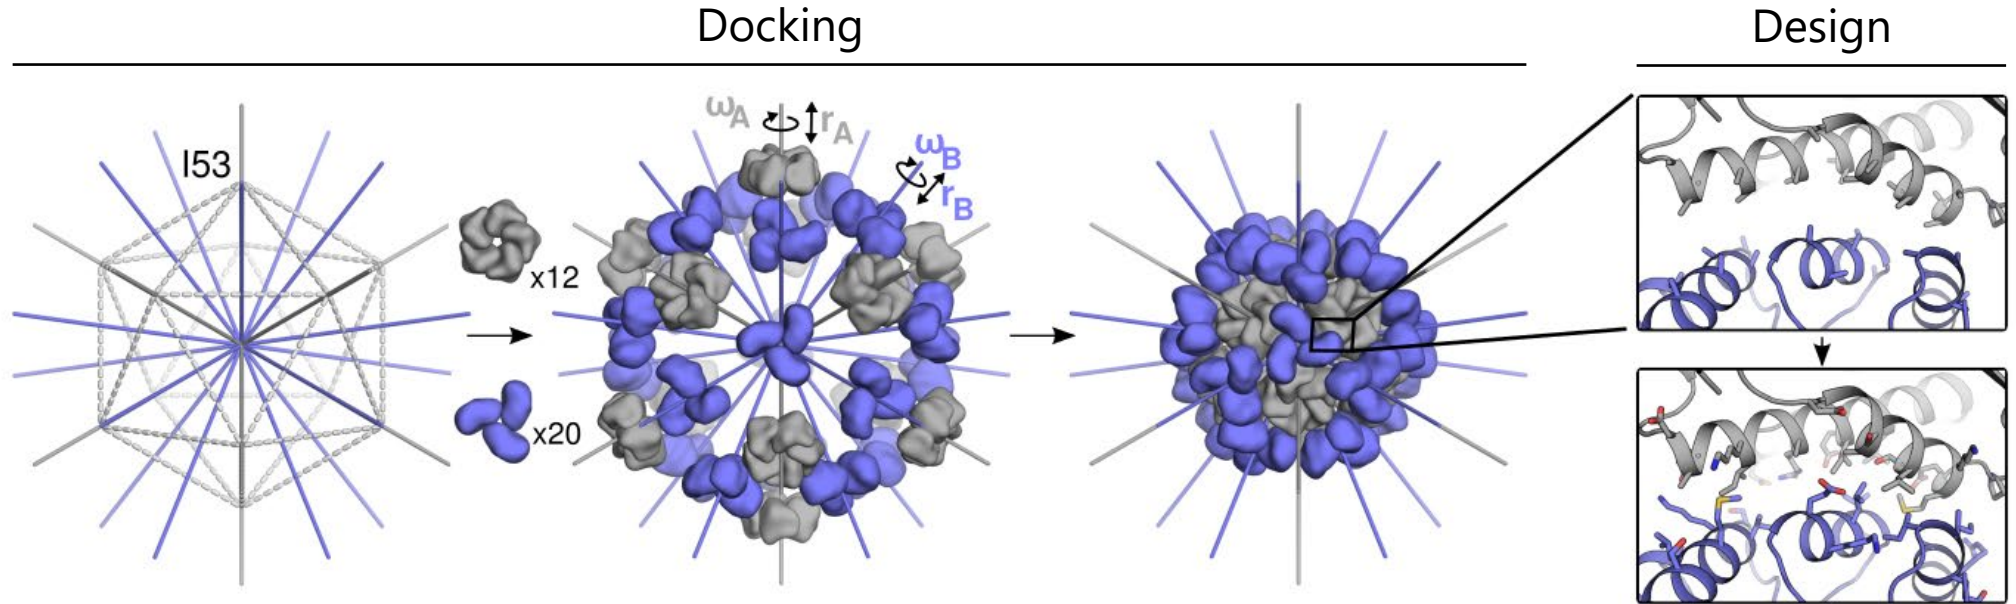 Docking
Design
I53
x12
x20
ωA
rA
ωB
rB